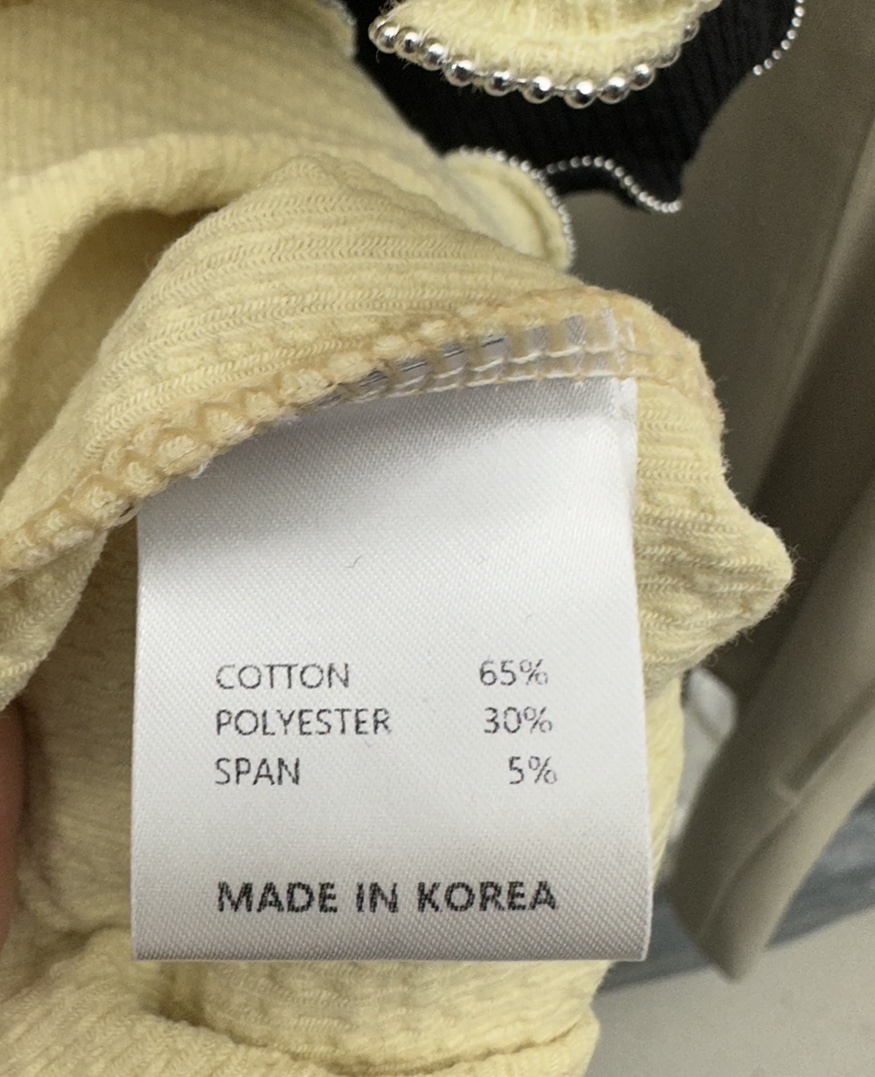 COTTON 65%
POLYESTER 30%
SPAN 5%
MADE IN KOREA